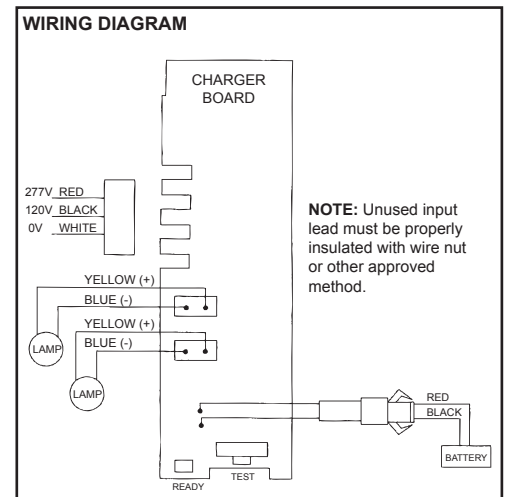 WIRING DIAGRAM
CHARGER
BOARD
277V RED
120V BLACK
0V WHITE
NOTE: Unused input
lead must be properly
insulated with wire nut
or other approved
method.
YELLOW (+)
BLUE (-)
YELLOW (+)
BLUE (-)
LAMP
LAMP
RED
BLACK
BATTERY
READY
TEST